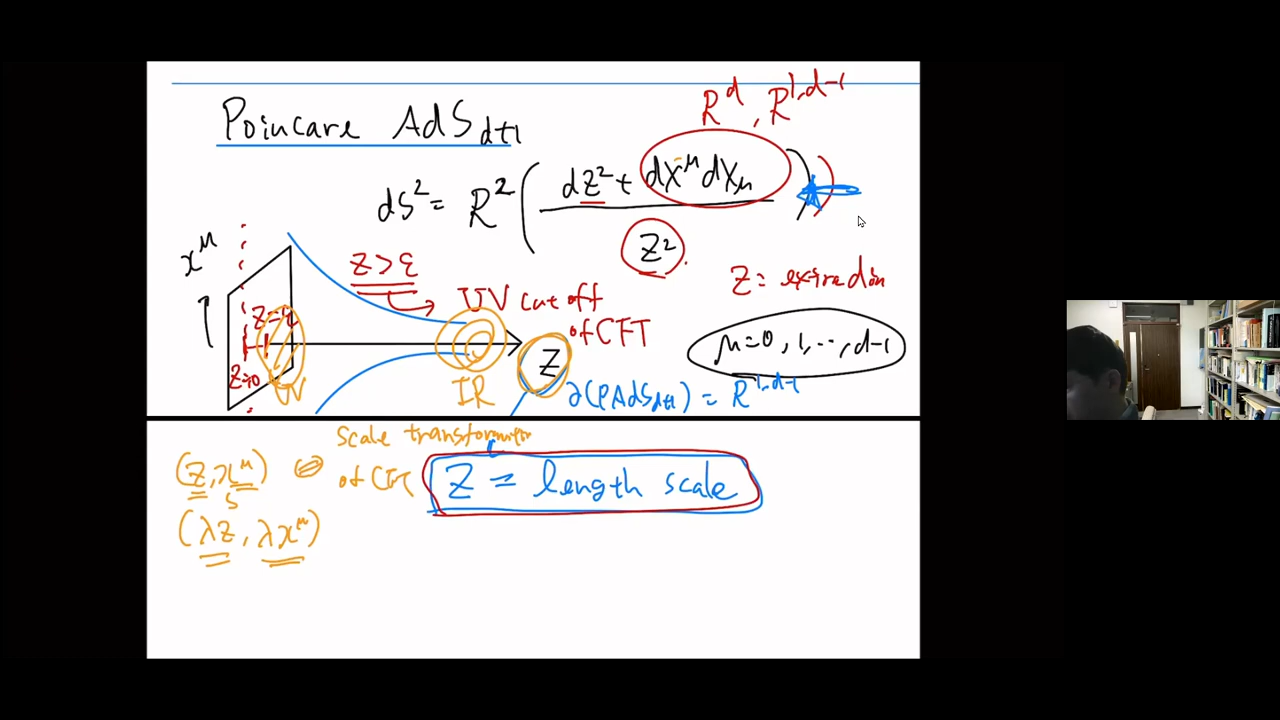 Poincare AdS_{d+1}
R^d, R^{1,d-1}
ds² = R² ( (dz² + dx^μ dx_μ) / z² )
x^μ
z > ε
UV cut off
of CFT
z = extra dim
z=ε
z=0
UV
IR
z
μ=0,1,…,d-1
∂(PAdS_{d+1}) = R^{1,d-1}
scale transformation
of CFT
(z, x^μ)
(λz, λx^μ)
z = length scale